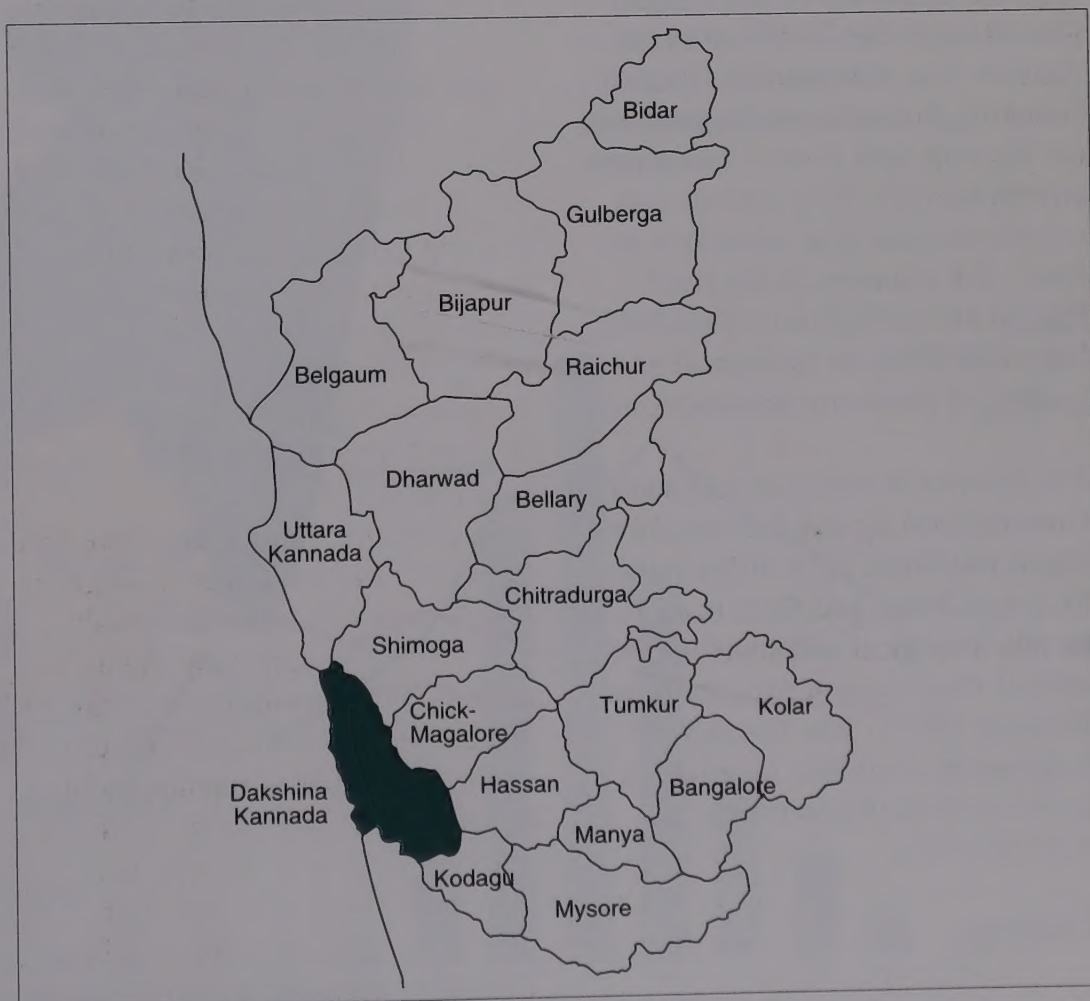 Bidar
Gulberga
Bijapur
Raichur
Belgaum
Dharwad
Bellary
Uttara
Kannada
Chitradurga
Shimoga
Chick-
Magalore
Tumkur
Kolar
Hassan
Bangalore
Dakshina
Kannada
Manya
Kodagu
Mysore